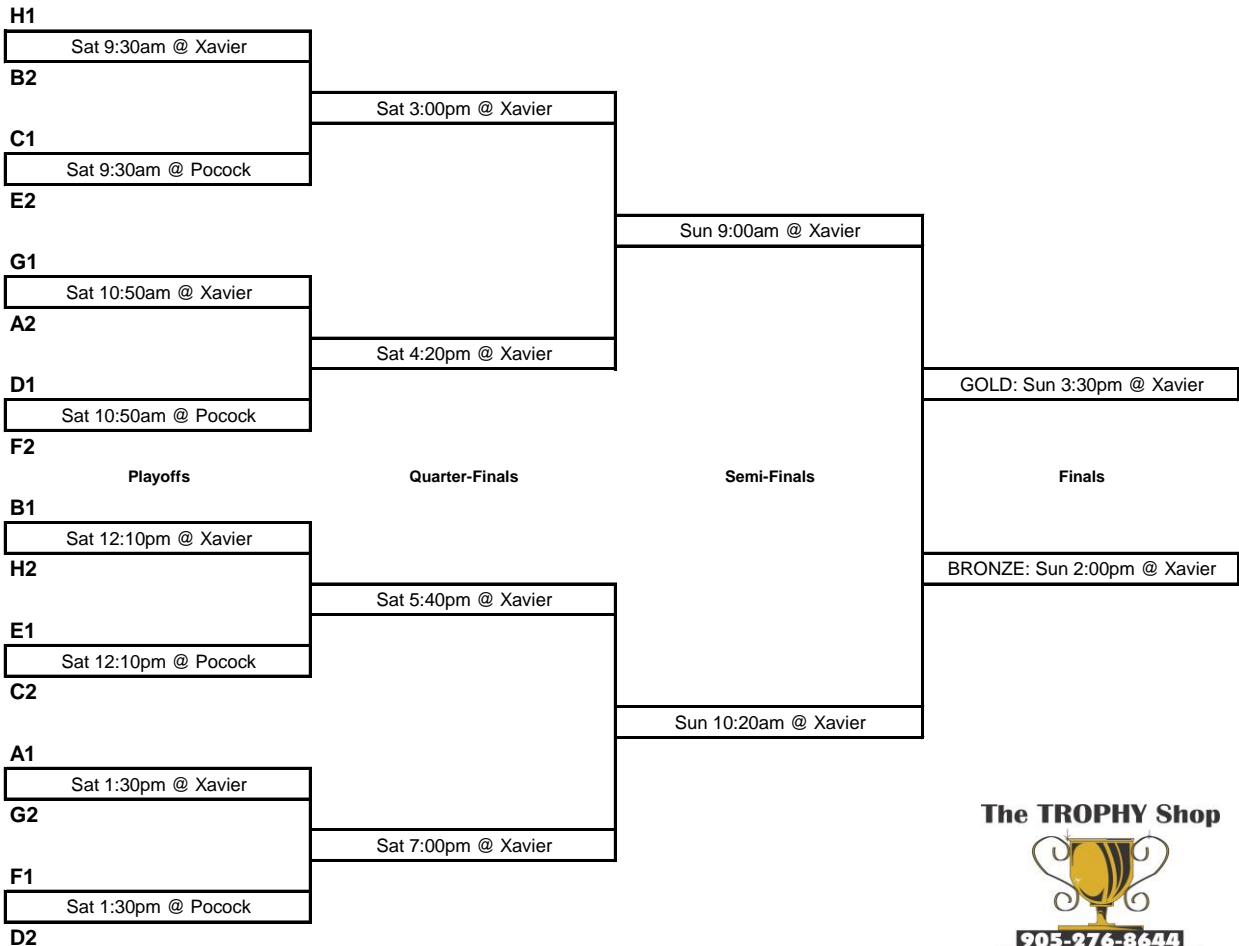 H1
Sat 9:30am @ Xavier
B2
Sat 3:00pm @ Xavier
C1
Sat 9:30am @ Pocock
E2
Sun 9:00am @ Xavier
G1
Sat 10:50am @ Xavier
A2
Sat 4:20pm @ Xavier
D1
GOLD: Sun 3:30pm @ Xavier
Sat 10:50am @ Pocock
F2
Playoffs Quarter-Finals Semi-Finals Finals
B1
Sat 12:10pm @ Xavier
H2
BRONZE: Sun 2:00pm @ Xavier
Sat 5:40pm @ Xavier
E1
Sat 12:10pm @ Pocock
C2
Sun 10:20am @ Xavier
A1
Sat 1:30pm @ Xavier
G2
Sat 7:00pm @ Xavier
F1
Sat 1:30pm @ Pocock
D2
The TROPHY Shop
905-276-8644